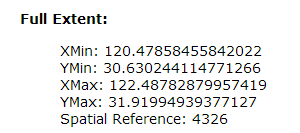 Full Extent:
XMin: 120.47858455842022
YMin: 30.630244114771266
XMax: 122.48782879957419
YMax: 31.91994939377127
Spatial Reference: 4326